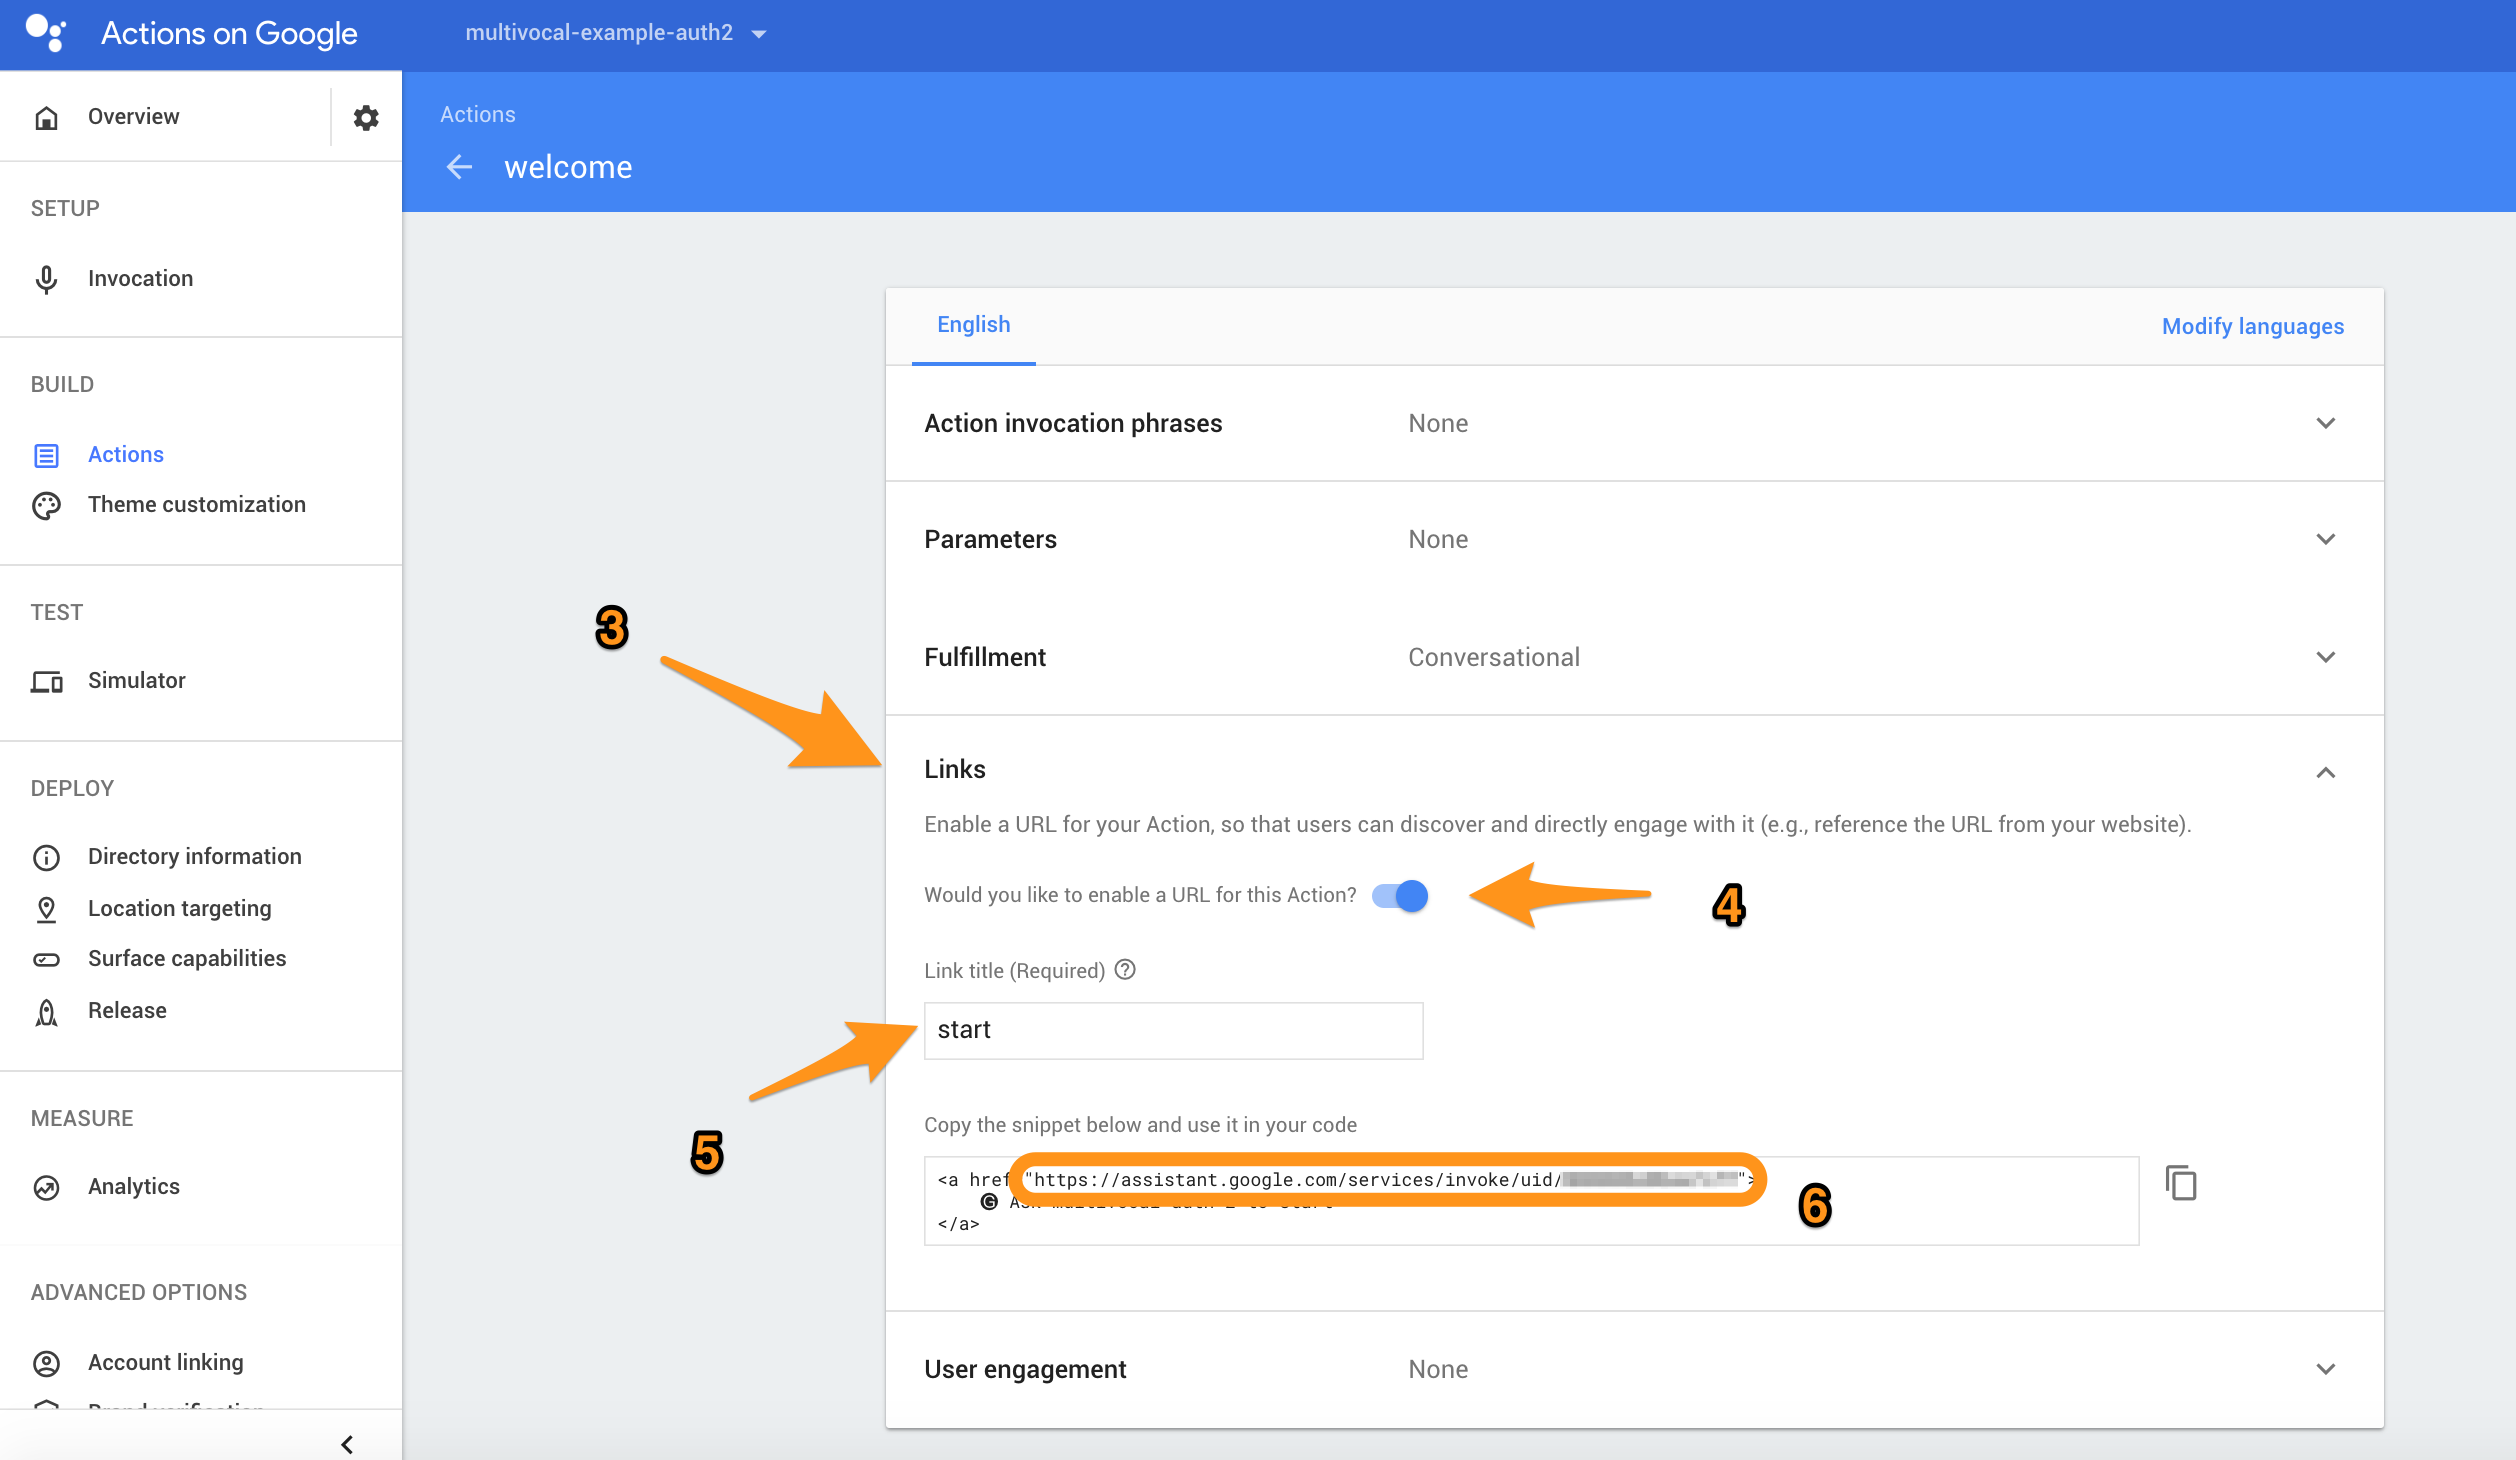 Actions on Google
multivocal-example-auth2
Overview
SETUP
Invocation
BUILD
Actions
Theme customization
TEST
Simulator
DEPLOY
Directory information
Location targeting
Surface capabilities
Release
MEASURE
Analytics
ADVANCED OPTIONS
Account linking
Brand verification
Actions
welcome
English
Modify languages
Action invocation phrases None
Parameters None
Fulfillment Conversational
3
Links
Enable a URL for your Action, so that users can discover and directly engage with it (e.g., reference the URL from your website).
Would you like to enable a URL for this Action?
4
Link title (Required)
start
5
Copy the snippet below and use it in your code
<a href "https://assistant.google.com/services/invoke/uid/ ">
6
to start
</a>
User engagement None